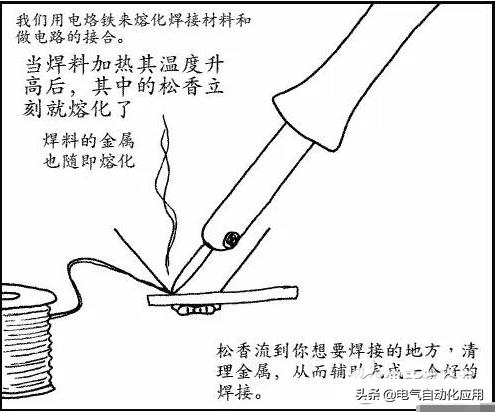 我们用电烙铁来熔化焊接材料和
做电路的接合。
当焊料加热其温度升
高后，其中的松香立
刻就熔化了
焊料的金属
也随即熔化
松香流到你想要焊接的地方，清
理金属，从而辅助完成一个好的
焊接。
头条@电气自动化应用